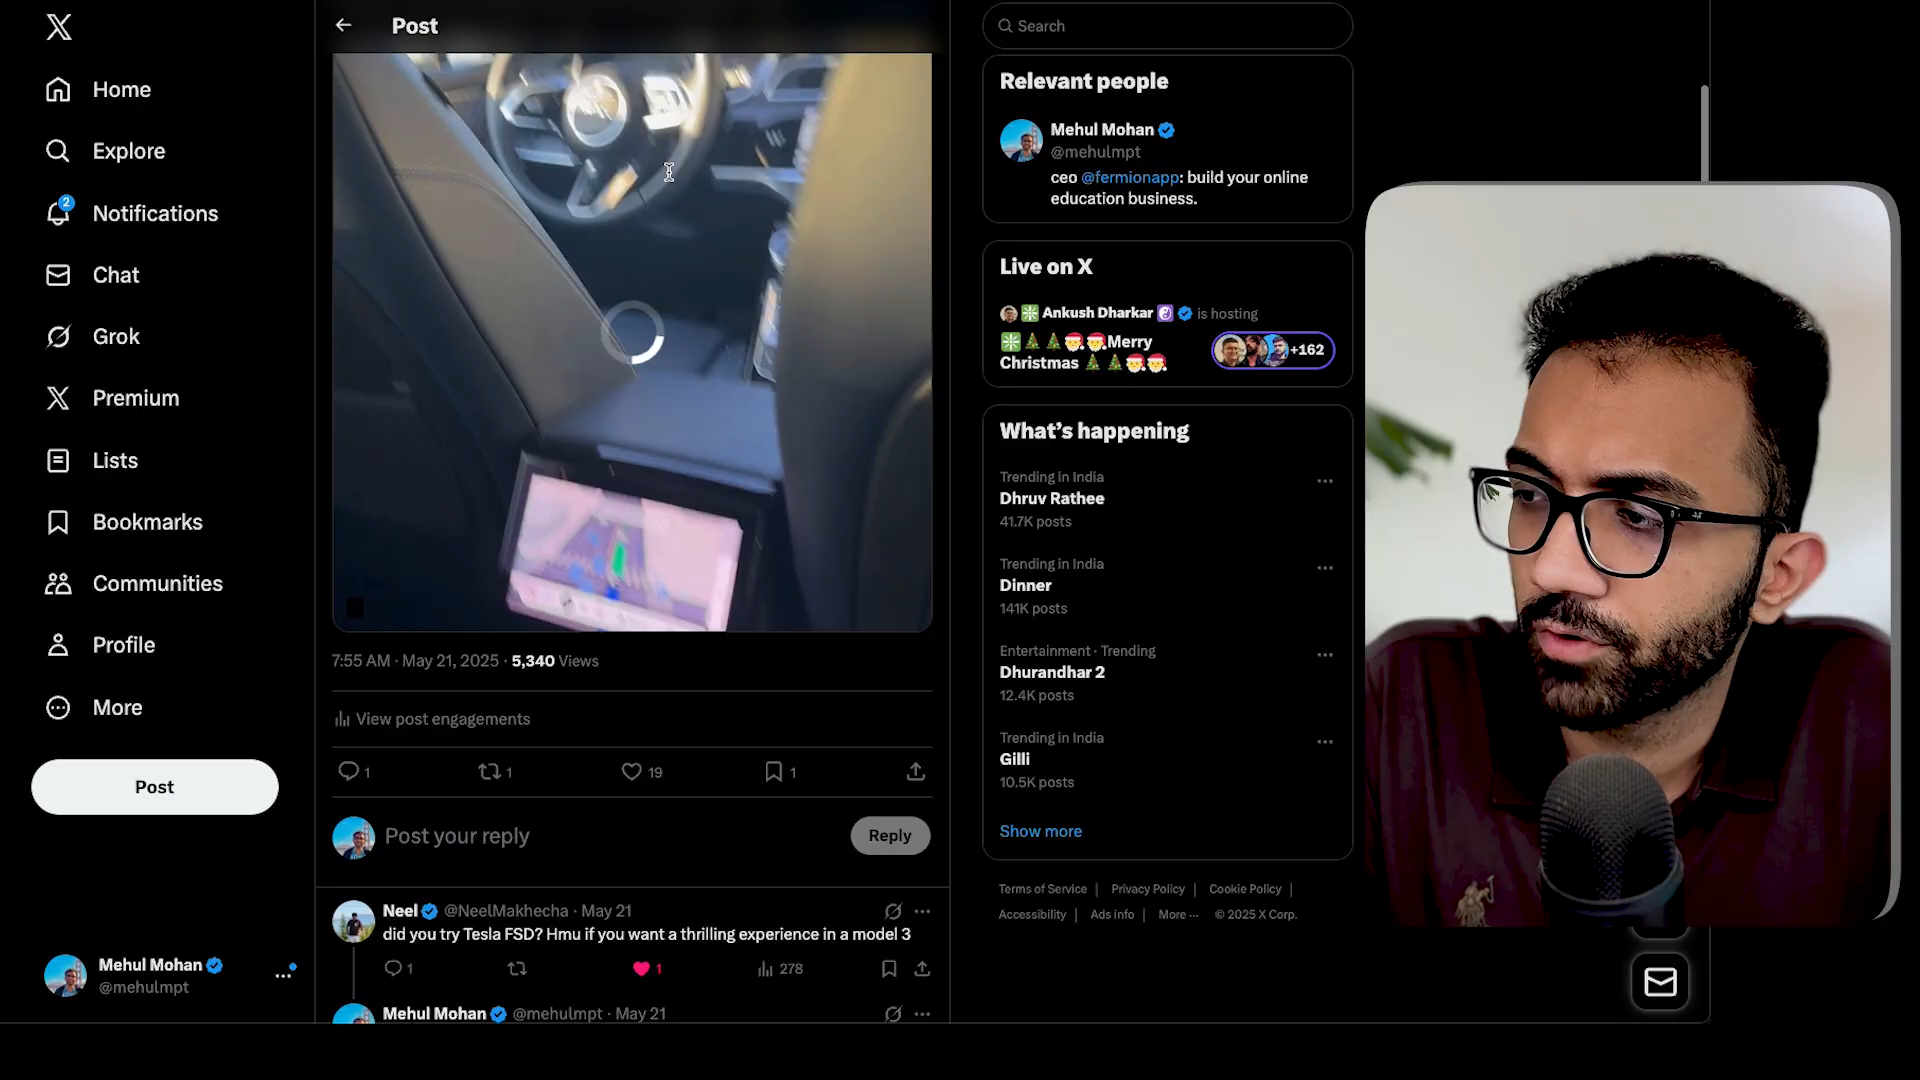 Post
Search
Home
Explore
2
Notifications
Chat
Grok
Premium
Lists
Bookmarks
Communities
Profile
More
Post
Mehul Mohan
@mehulmpt
7:55 AM · May 21, 2025 · 5,340 Views
View post engagements
1
1
19
1
Post your reply
Reply
Neel @NeelMakhecha · May 21
did you try Tesla FSD? Hmu if you want a thrilling experience in a model 3
1
1
278
Mehul Mohan @mehulmpt · May 21
Relevant people
Mehul Mohan
@mehulmpt
ceo @fermionapp: build your online
education business.
Live on X
Ankush Dharkar is hosting
Merry
Christmas
+162
What's happening
Trending in India
Dhruv Rathee
41.7K posts
Trending in India
Dinner
141K posts
Entertainment · Trending
Dhurandhar 2
12.4K posts
Trending in India
Gilli
10.5K posts
Show more
Terms of Service | Privacy Policy | Cookie Policy |
Accessibility | Ads info | More ··· © 2025 X Corp.